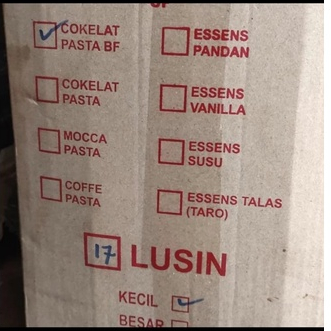 COKELAT
PASTA BF
COKELAT
PASTA
MOCCA
PASTA
COFFE
PASTA
ESSENS
PANDAN
ESSENS
VANILLA
ESSENS
SUSU
ESSENS TALAS
(TARO)
17 LUSIN
KECIL
BESAR